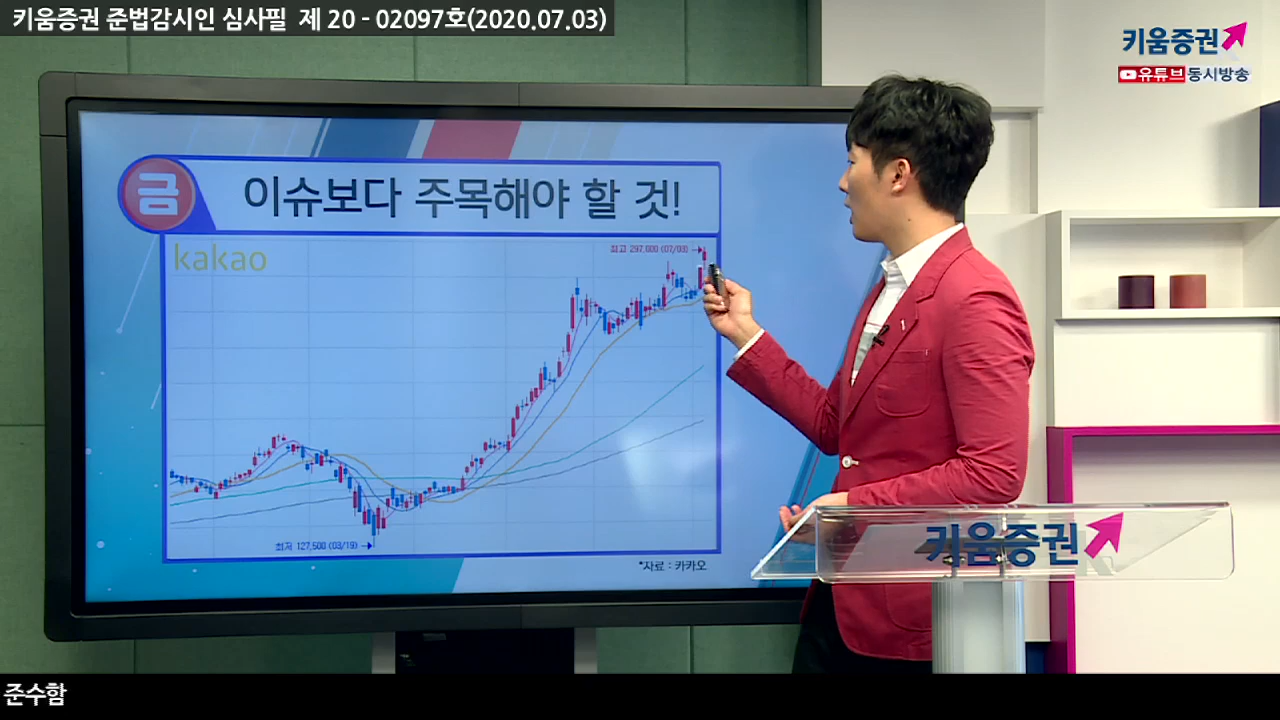 키움증권 준법감시인 심사필 제 20 - 02097호(2020.07.03)
키움증권
유튜브동시방송
금
이슈보다 주목해야 할 것!
kakao
최고 297,000 (07/03)
최저 127,500 (03/19)
*자료 : 카카오
키움증권
준수함